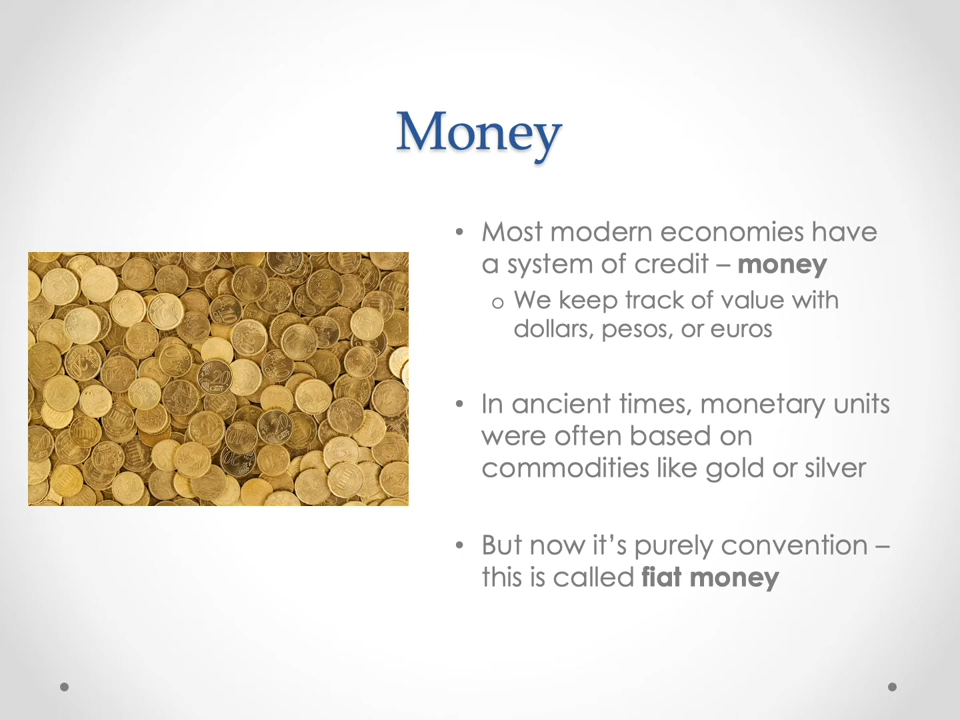 Money
• Most modern economies have
a system of credit – money
o We keep track of value with
dollars, pesos, or euros
• In ancient times, monetary units
were often based on
commodities like gold or silver
• But now it’s purely convention –
this is called fiat money